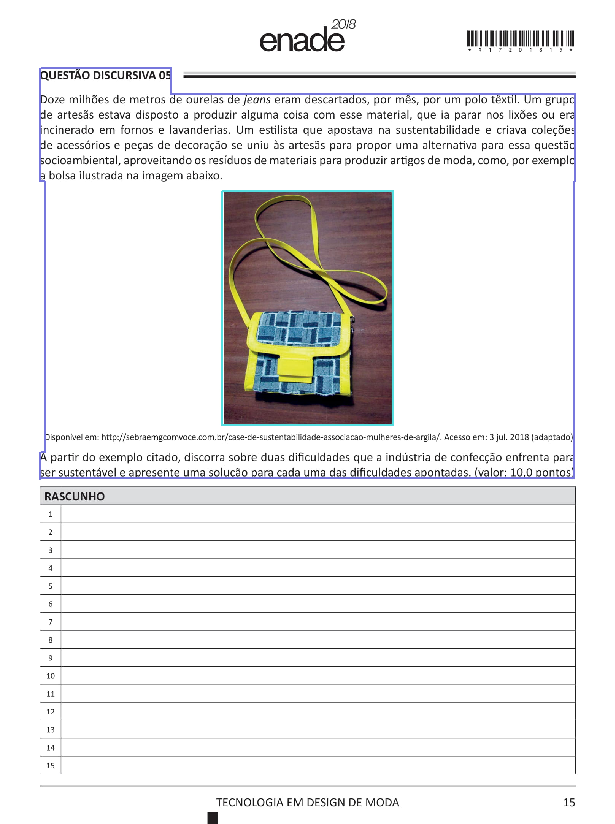 enade 2018
*R1720181 5*
QUESTÃO DISCURSIVA 05
Doze milhões de metros de ourelas de jeans eram descartados, por mês, por um polo têxtil. Um grupo
de artesãs estava disposto a produzir alguma coisa com esse material, que ia parar nos lixões ou era
incinerado em fornos e lavanderias. Um estilista que apostava na sustentabilidade e criava coleções
de acessórios e peças de decoração se uniu às artesãs para propor uma alternativa para essa questão
socioambiental, aproveitando os resíduos de materiais para produzir artigos de moda, como, por exemplo
a bolsa ilustrada na imagem abaixo.
Disponível em: http://sebraemgcomvoce.com.br/case-de-sustentabilidade-associacao-mulheres-de-argila/. Acesso em: 3 jul. 2018 (adaptado)
A partir do exemplo citado, discorra sobre duas dificuldades que a indústria de confecção enfrenta para
ser sustentável e apresente uma solução para cada uma das dificuldades apontadas. (valor: 10,0 pontos)
RASCUNHO
1
2
3
4
5
6
7
8
9
10
11
12
13
14
15
TECNOLOGIA EM DESIGN DE MODA 15